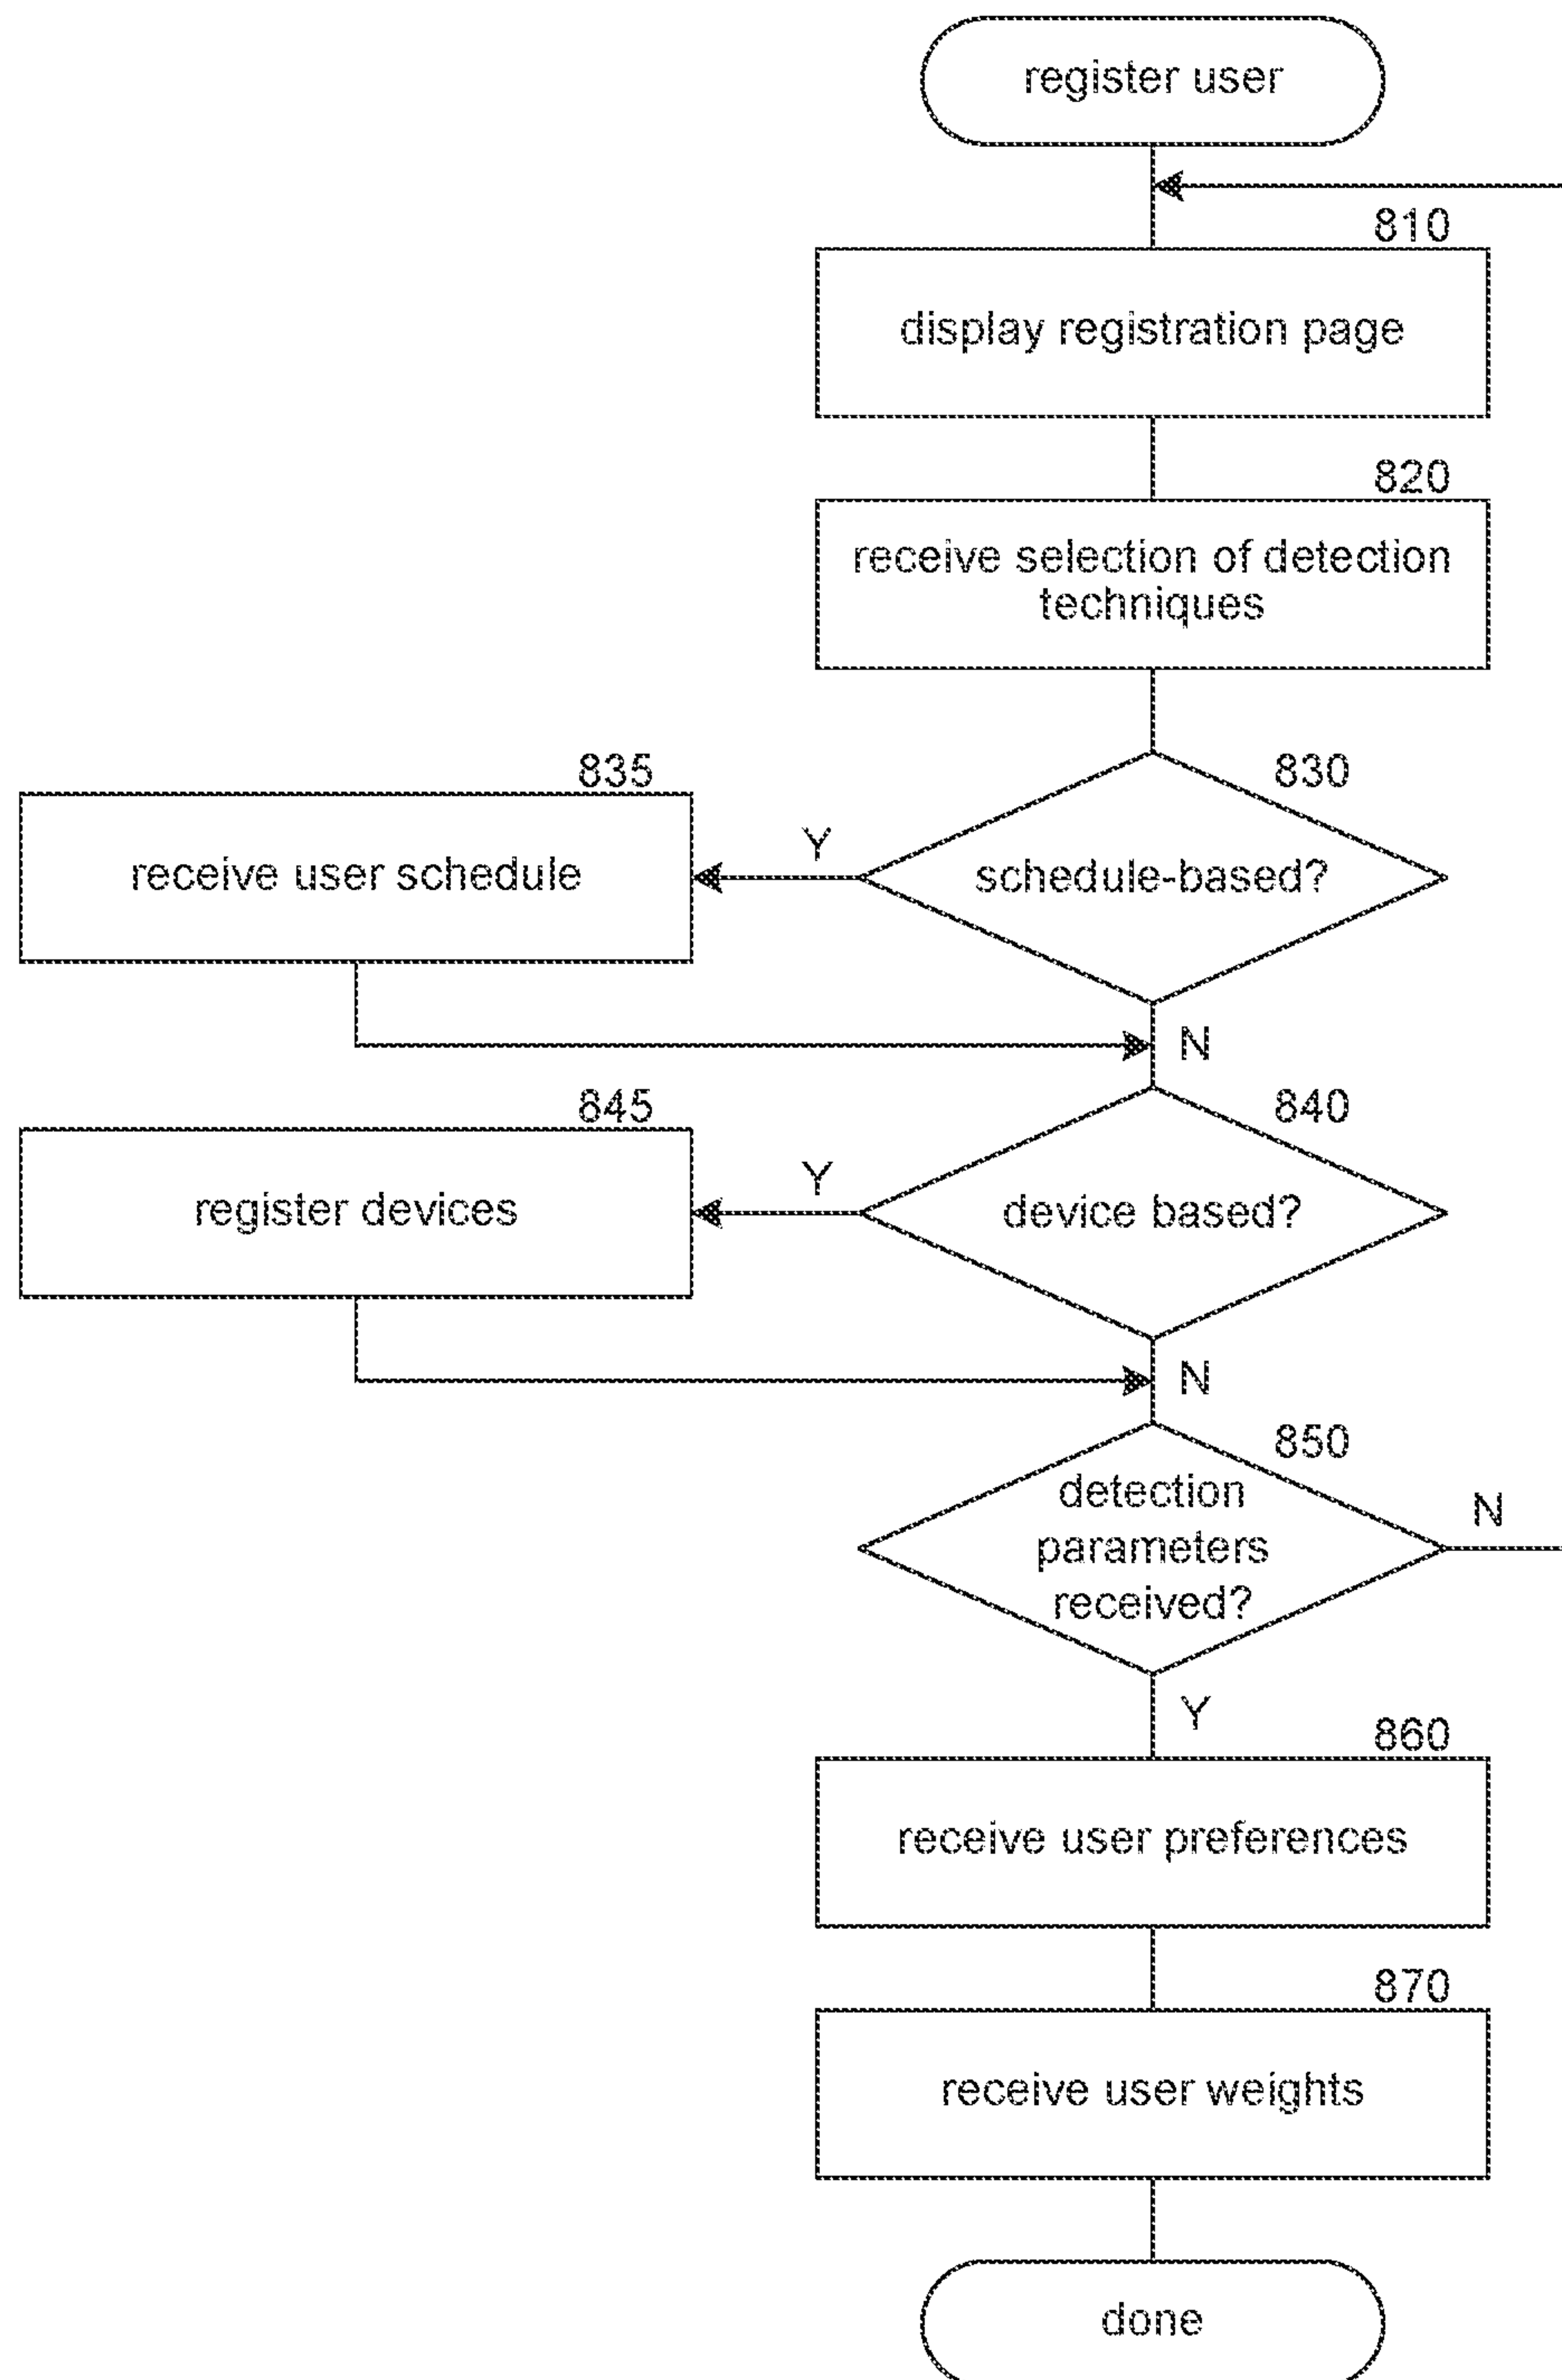 register user
810
display registration page
820
receive selection of detection
techniques
830
schedule-based?
Y
835
receive user schedule
N
840
device based?
Y
845
register devices
N
850
detection
parameters
received?
N
Y
860
receive user preferences
870
receive user weights
done